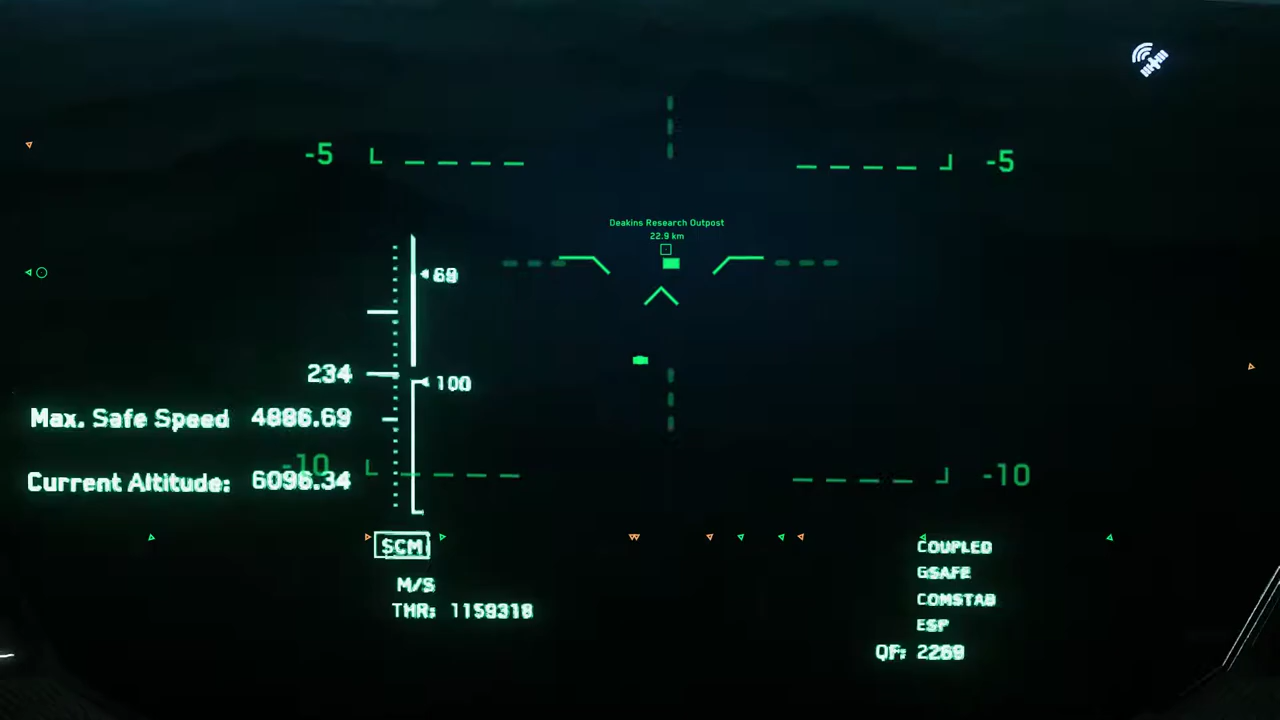 -5
-5
Deakins Research Outpost
22.9 km
69
234
100
Max. Safe Speed 4886.69
-10
Current Altitude: 6096.34
-10
SCM
COUPLED
GSAFE
M/S
COMSTAB
THR: 1159318
ESP
QF: 2269